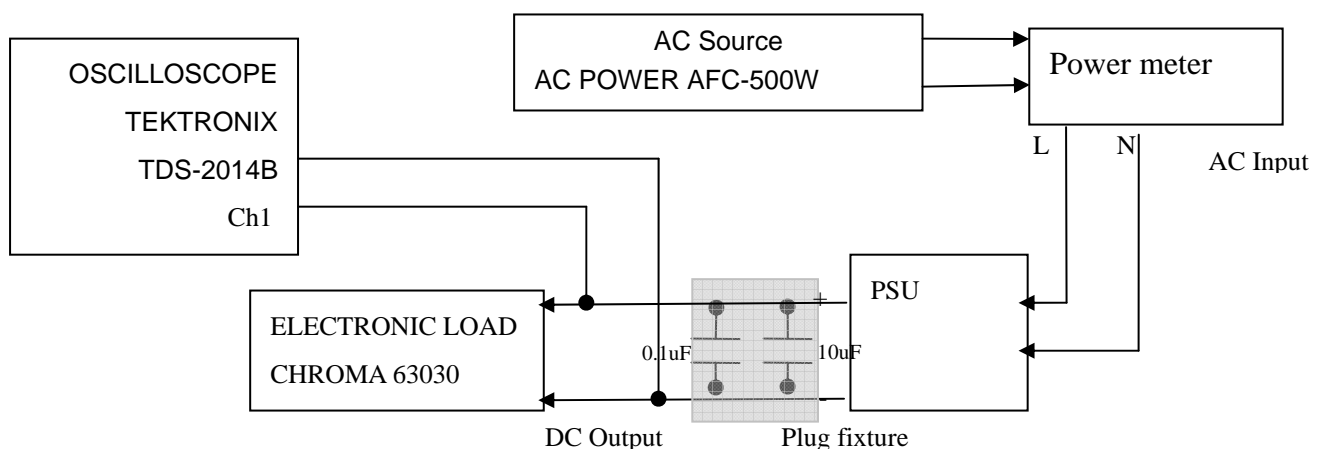 OSCILLOSCOPE
TEKTRONIX
TDS-2014B
Ch1
AC Source
AC POWER AFC-500W
Power meter
L
N
AC Input
ELECTRONIC LOAD
CHROMA 63030
0.1uF
10uF
+
-
PSU
DC Output
Plug fixture